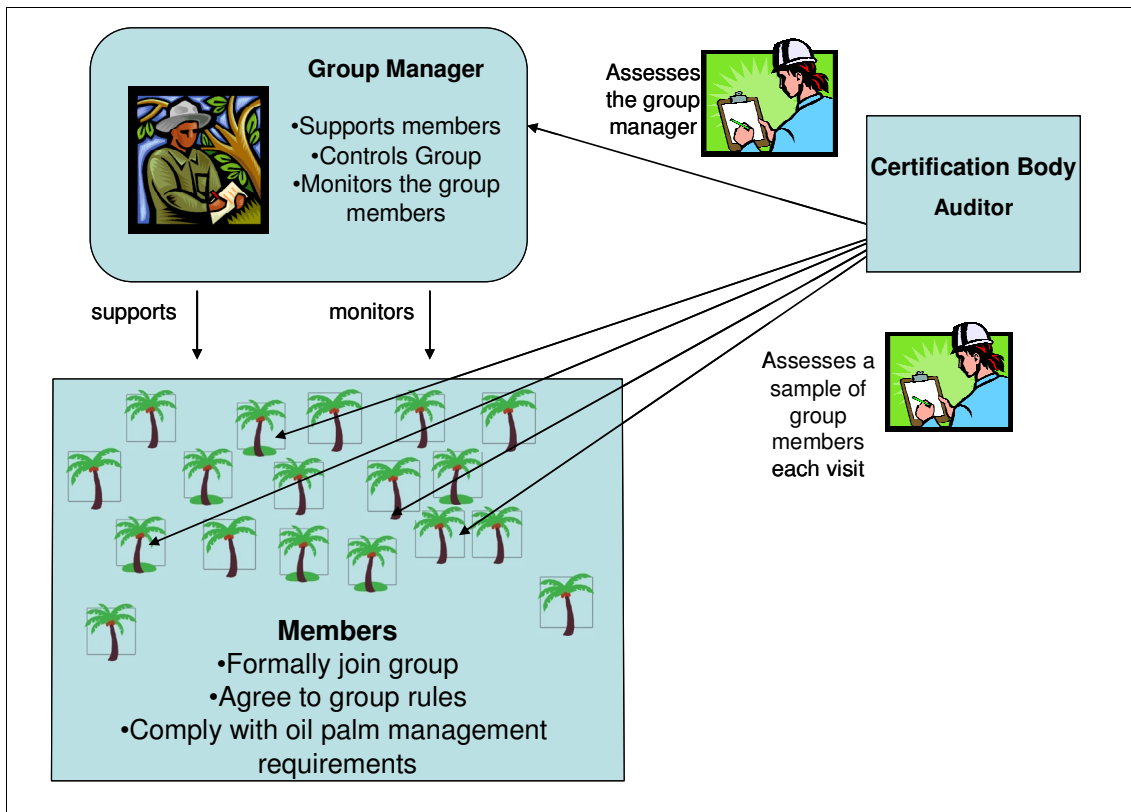 Group Manager
•Supports members
•Controls Group
•Monitors the group
members
Assesses
the group
manager
Certification Body
Auditor
supports
monitors
Assesses a
sample of
group
members
each visit
Members
•Formally join group
•Agree to group rules
•Comply with oil palm management
requirements